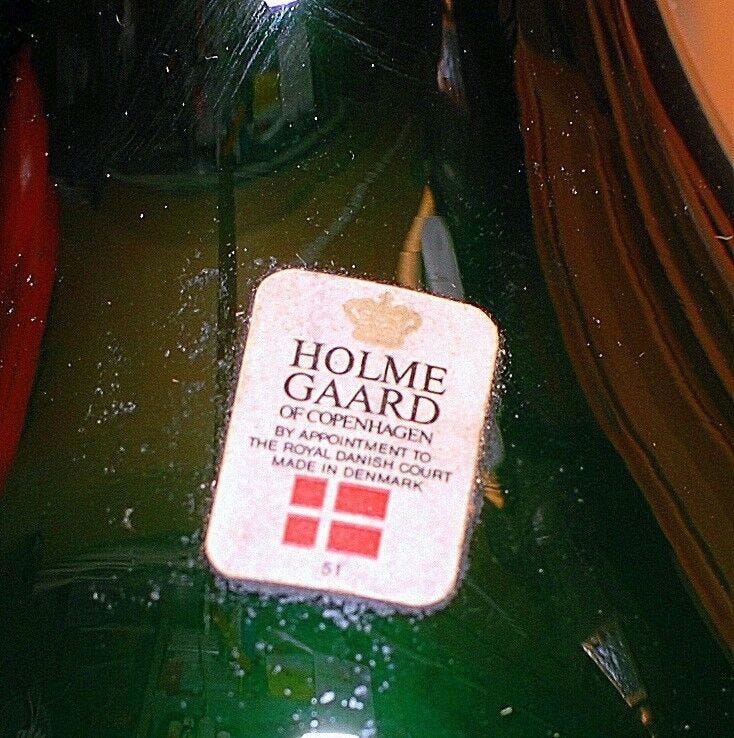 HOLME
GAARD
OF COPENHAGEN
BY APPOINTMENT TO
THE ROYAL DANISH COURT
MADE IN DENMARK
51